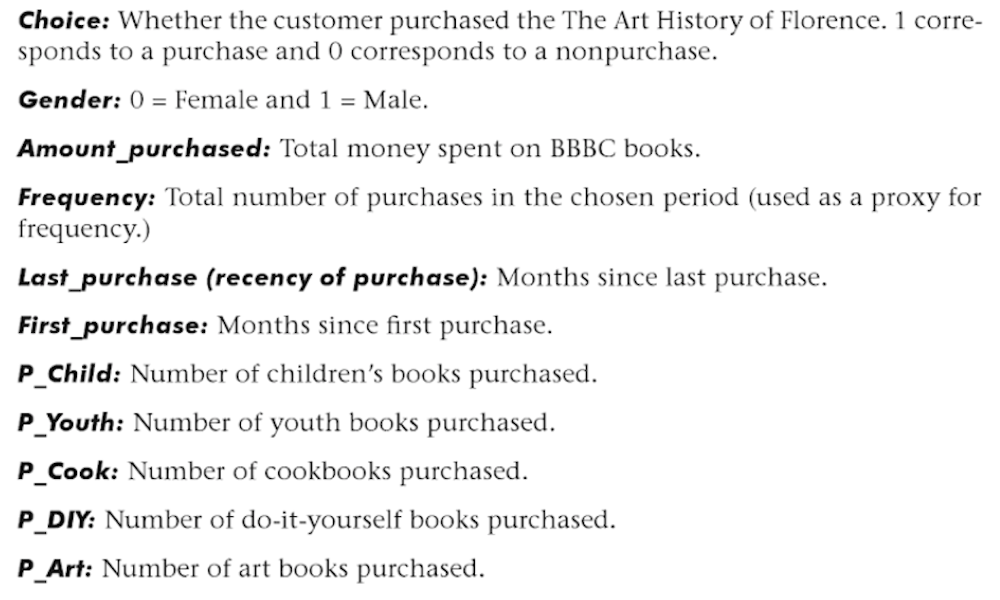 Choice: Whether the customer purchased the The Art History of Florence. 1 corre-
sponds to a purchase and 0 corresponds to a nonpurchase.
Gender: 0 = Female and 1 = Male.
Amount_purchased: Total money spent on BBBC books.
Frequency: Total number of purchases in the chosen period (used as a proxy for
frequency.)
Last_purchase (recency of purchase): Months since last purchase.
First_purchase: Months since first purchase.
P_Child: Number of children’s books purchased.
P_Youth: Number of youth books purchased.
P_Cook: Number of cookbooks purchased.
P_DIY: Number of do-it-yourself books purchased.
P_Art: Number of art books purchased.